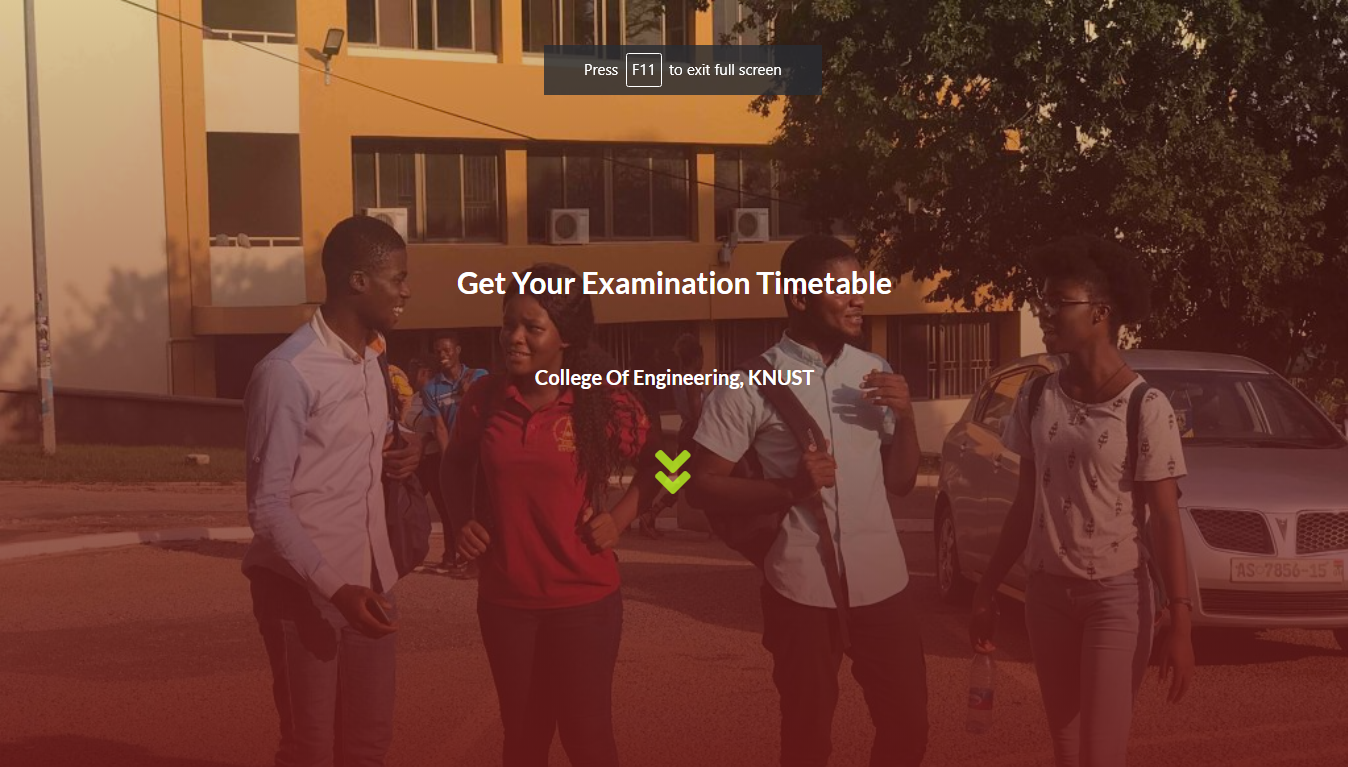 Press F11 to exit full screen
Get Your Examination Timetable
College Of Engineering, KNUST
AS 7856-15